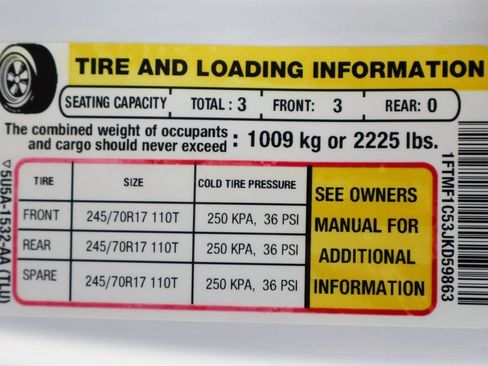 TIRE AND LOADING INFORMATION
SEATING CAPACITY TOTAL : 3 FRONT: 3 REAR: 0
The combined weight of occupants
and cargo should never exceed : 1009 kg or 2225 lbs.
TIRE SIZE COLD TIRE PRESSURE
FRONT 245/70R17 110T 250 KPA, 36 PSI
REAR 245/70R17 110T 250 KPA, 36 PSI
SPARE 245/70R17 110T 250 KPA, 36 PSI
SEE OWNERS
MANUAL FOR
ADDITIONAL
INFORMATION
5U5A-1532-AA (TLU)
1FTMF1C53JKD59863